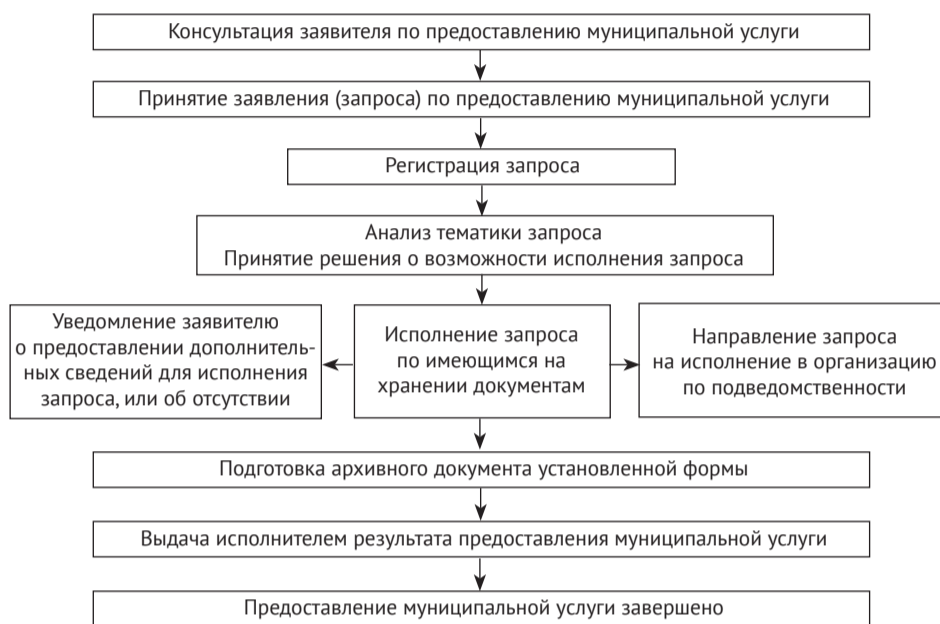 Консультация заявителя по предоставлению муниципальной услуги
Принятие заявления (запроса) по предоставлению муниципальной услуги
Регистрация запроса
Анализ тематики запроса
Принятие решения о возможности исполнения запроса
Уведомление заявителю
о предоставлении дополнитель-
ных сведений для исполнения
запроса, или об отсутствии
Исполнение запроса
по имеющимся на
хранении документам
Направление запроса
на исполнение в организацию
по подведомственности
Подготовка архивного документа установленной формы
Выдача исполнителем результата предоставления муниципальной услуги
Предоставление муниципальной услуги завершено